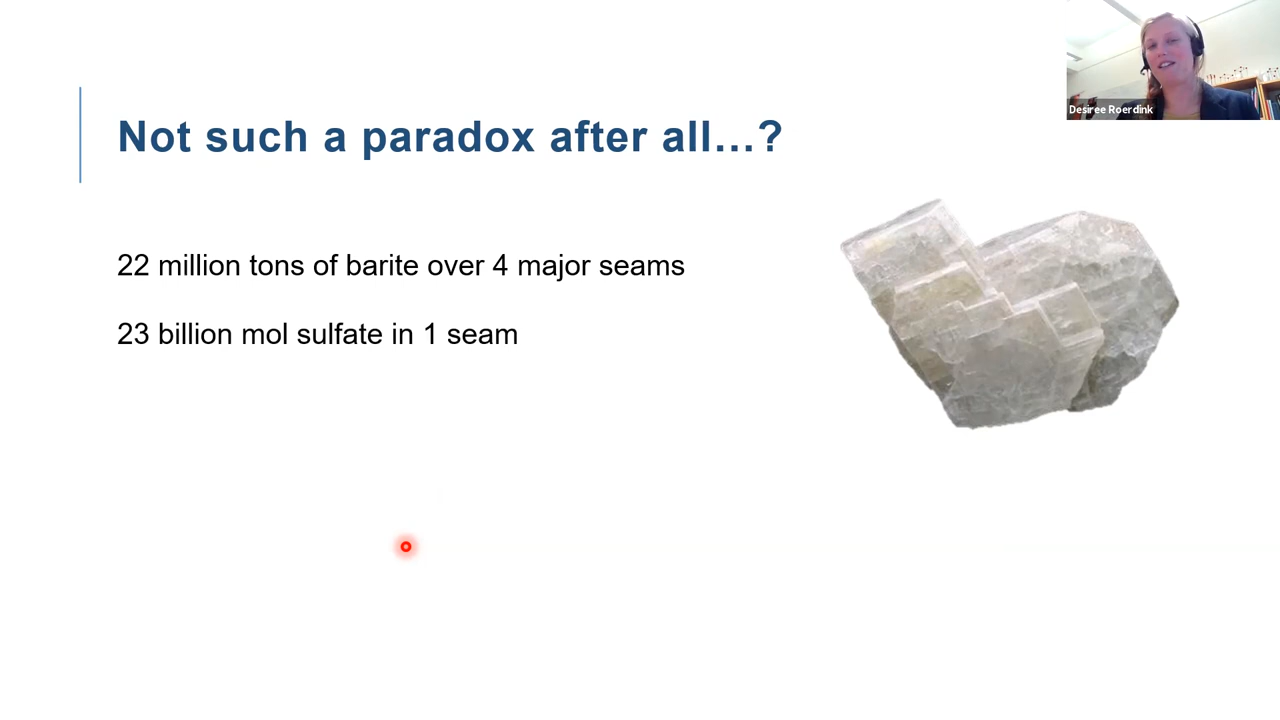 Desiree Roerdink
Not such a paradox after all…?
22 million tons of barite over 4 major seams
23 billion mol sulfate in 1 seam